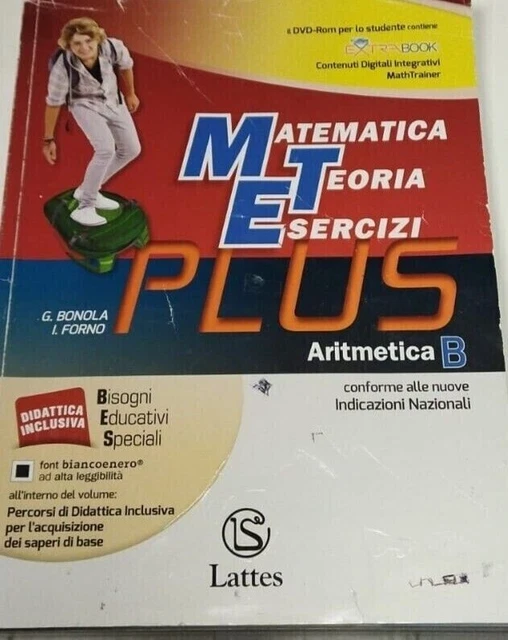 il DVD-Rom per lo studente contiene
EXTRABOOK
Contenuti Digitali Integrativi
MathTrainer
MATEMATICA
TEORIA
ESERCIZI
PLUS
G. BONOLA
I. FORNO
Aritmetica B
conforme alle nuove
Indicazioni Nazionali
DIDATTICA
INCLUSIVA
Bisogni
Educativi
Speciali
font biancoenero®
ad alta leggibilità
all'interno del volume:
Percorsi di Didattica Inclusiva
per l'acquisizione
dei saperi di base
LS
Lattes